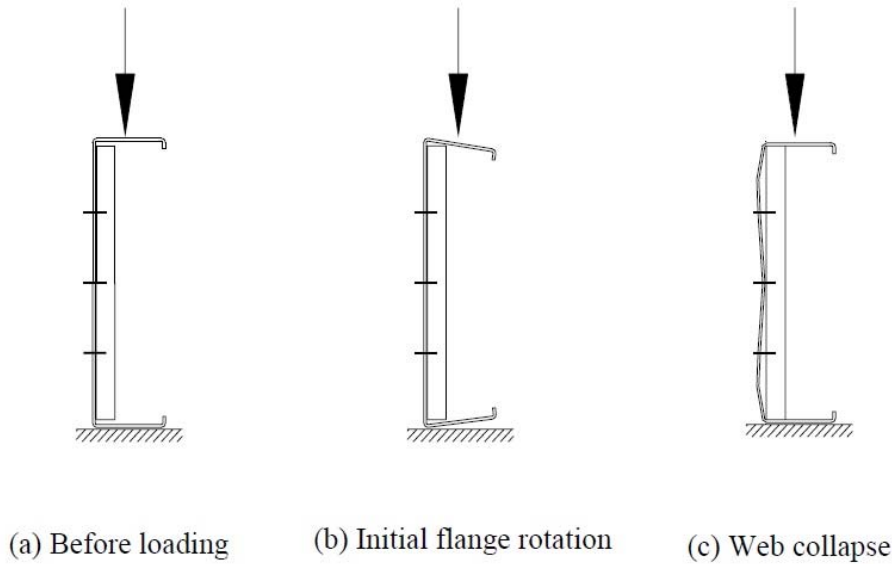 (a) Before loading
(b) Initial flange rotation
(c) Web collapse